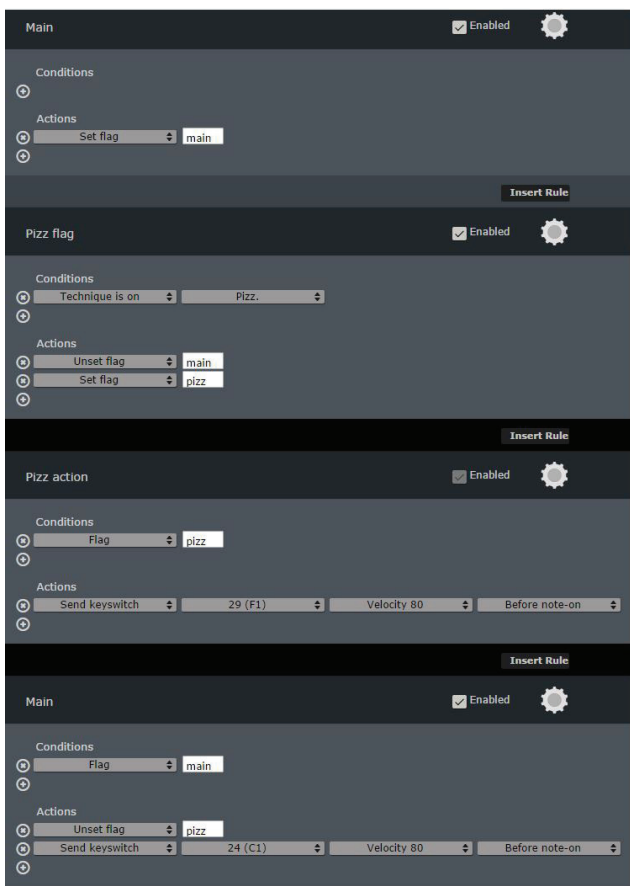 Main Enabled
Conditions
Actions
Set flag main
Insert Rule
Pizz flag Enabled
Conditions
Technique is on Pizz.
Actions
Unset flag main
Set flag pizz
Insert Rule
Pizz action Enabled
Conditions
Flag pizz
Actions
Send keyswitch 29 (F1) Velocity 80 Before note-on
Insert Rule
Main Enabled
Conditions
Flag main
Actions
Unset flag pizz
Send keyswitch 24 (C1) Velocity 80 Before note-on